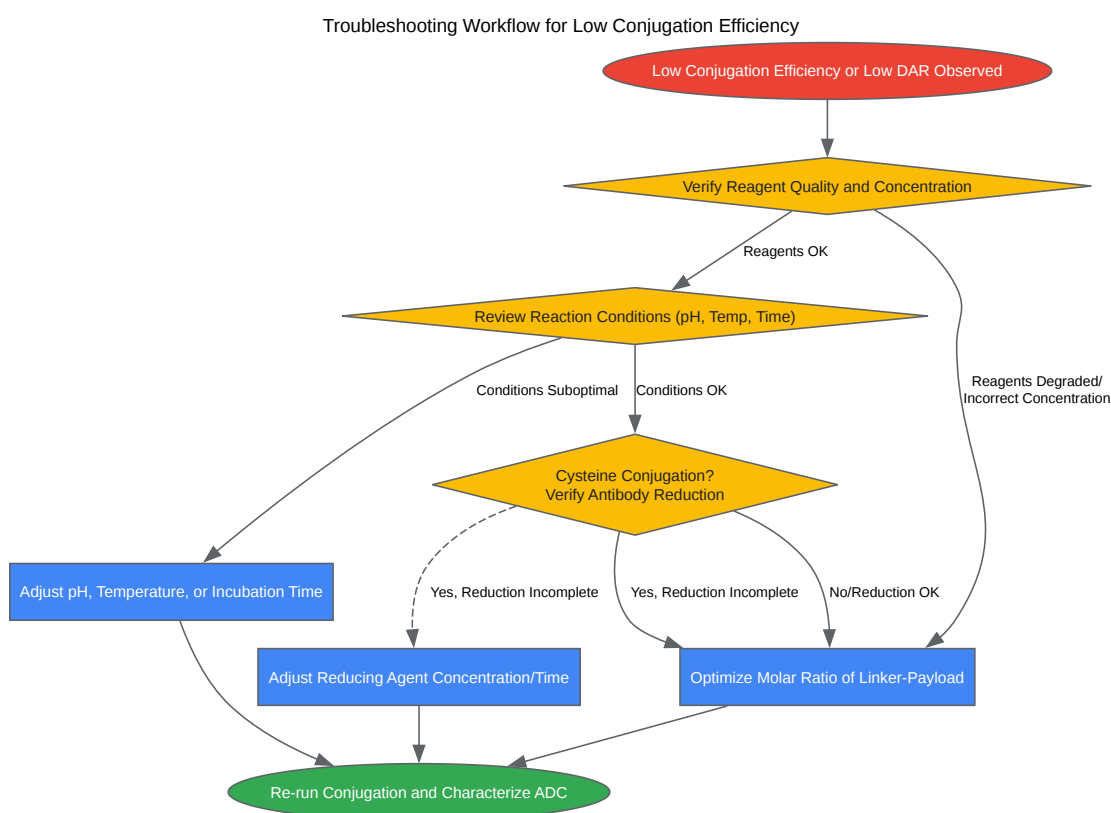 Troubleshooting Workflow for Low Conjugation Efficiency
Low Conjugation Efficiency or Low DAR Observed
Verify Reagent Quality and Concentration
Reagents OK
Review Reaction Conditions (pH, Temp, Time)
Reagents Degraded/
Incorrect Concentration
Conditions Suboptimal
Conditions OK
Cysteine Conjugation?
Verify Antibody Reduction
Adjust pH, Temperature, or Incubation Time
Yes, Reduction Incomplete
Yes, Reduction Incomplete
No/Reduction OK
Adjust Reducing Agent Concentration/Time
Optimize Molar Ratio of Linker-Payload
Re-run Conjugation and Characterize ADC